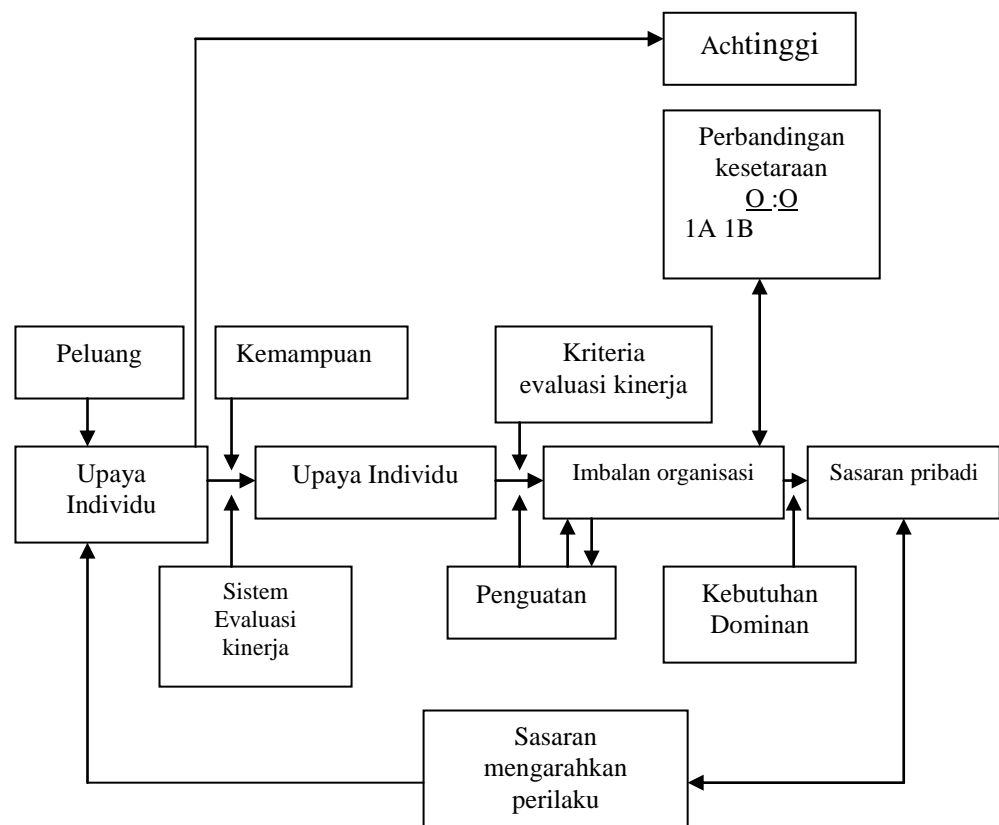 Achtinggi
Perbandingan
kesetaraan
O :O
1A 1B
Peluang
Kemampuan
Kriteria
evaluasi kinerja
Upaya
Individu
Upaya Individu
Imbalan organisasi
Sasaran pribadi
Sistem
Evaluasi
kinerja
Penguatan
Kebutuhan
Dominan
Sasaran
mengarahkan
perilaku